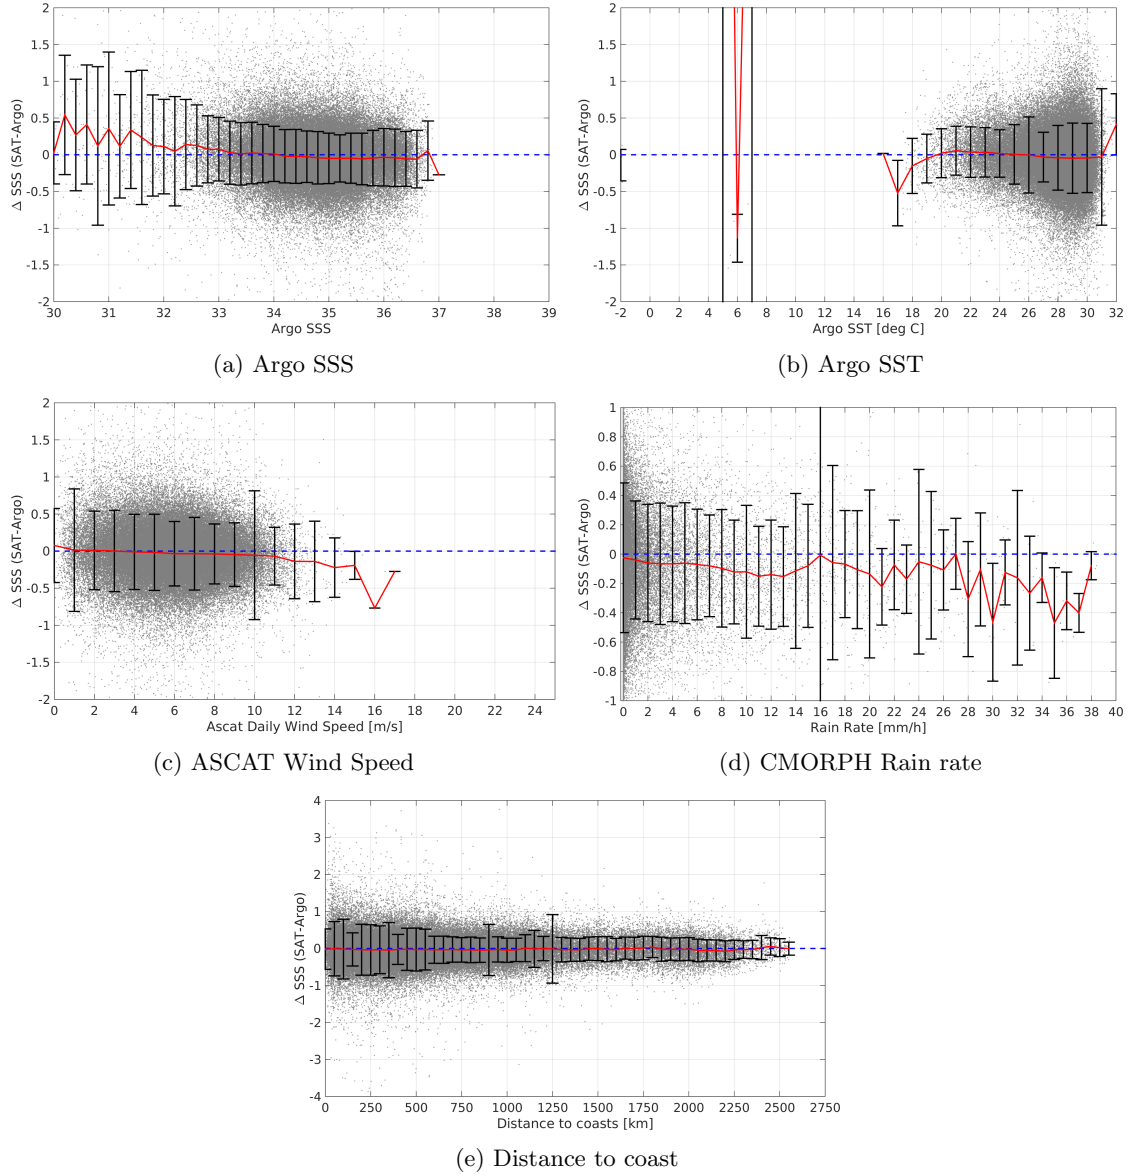 2
1.5
1
0.5
0
-0.5
-1
-1.5
-2
Δ SSS (SAT-Argo)
30 31 32 33 34 35 36 37 38 39
Argo SSS
(a) Argo SSS
2
1.5
1
0.5
0
-0.5
-1
-1.5
-2
Δ SSS (SAT-Argo)
-2 0 2 4 6 8 10 12 14 16 18 20 22 24 26 28 30 32
Argo SST [deg C]
(b) Argo SST
2
1.5
1
0.5
0
-0.5
-1
-1.5
-2
Δ SSS (SAT-Argo)
0 2 4 6 8 10 12 14 16 18 20 22 24
Ascat Daily Wind Speed [m/s]
(c) ASCAT Wind Speed
1
0.8
0.6
0.4
0.2
0
-0.2
-0.4
-0.6
-0.8
-1
Δ SSS (SAT-Argo)
0 2 4 6 8 10 12 14 16 18 20 22 24 26 28 30 32 34 36 38 40
Rain Rate [mm/h]
(d) CMORPH Rain rate
4
3
2
1
0
-1
-2
-3
-4
Δ SSS (SAT-Argo)
0 250 500 750 1000 1250 1500 1750 2000 2250 2500 2750
Distance to coasts [km]
(e) Distance to coast